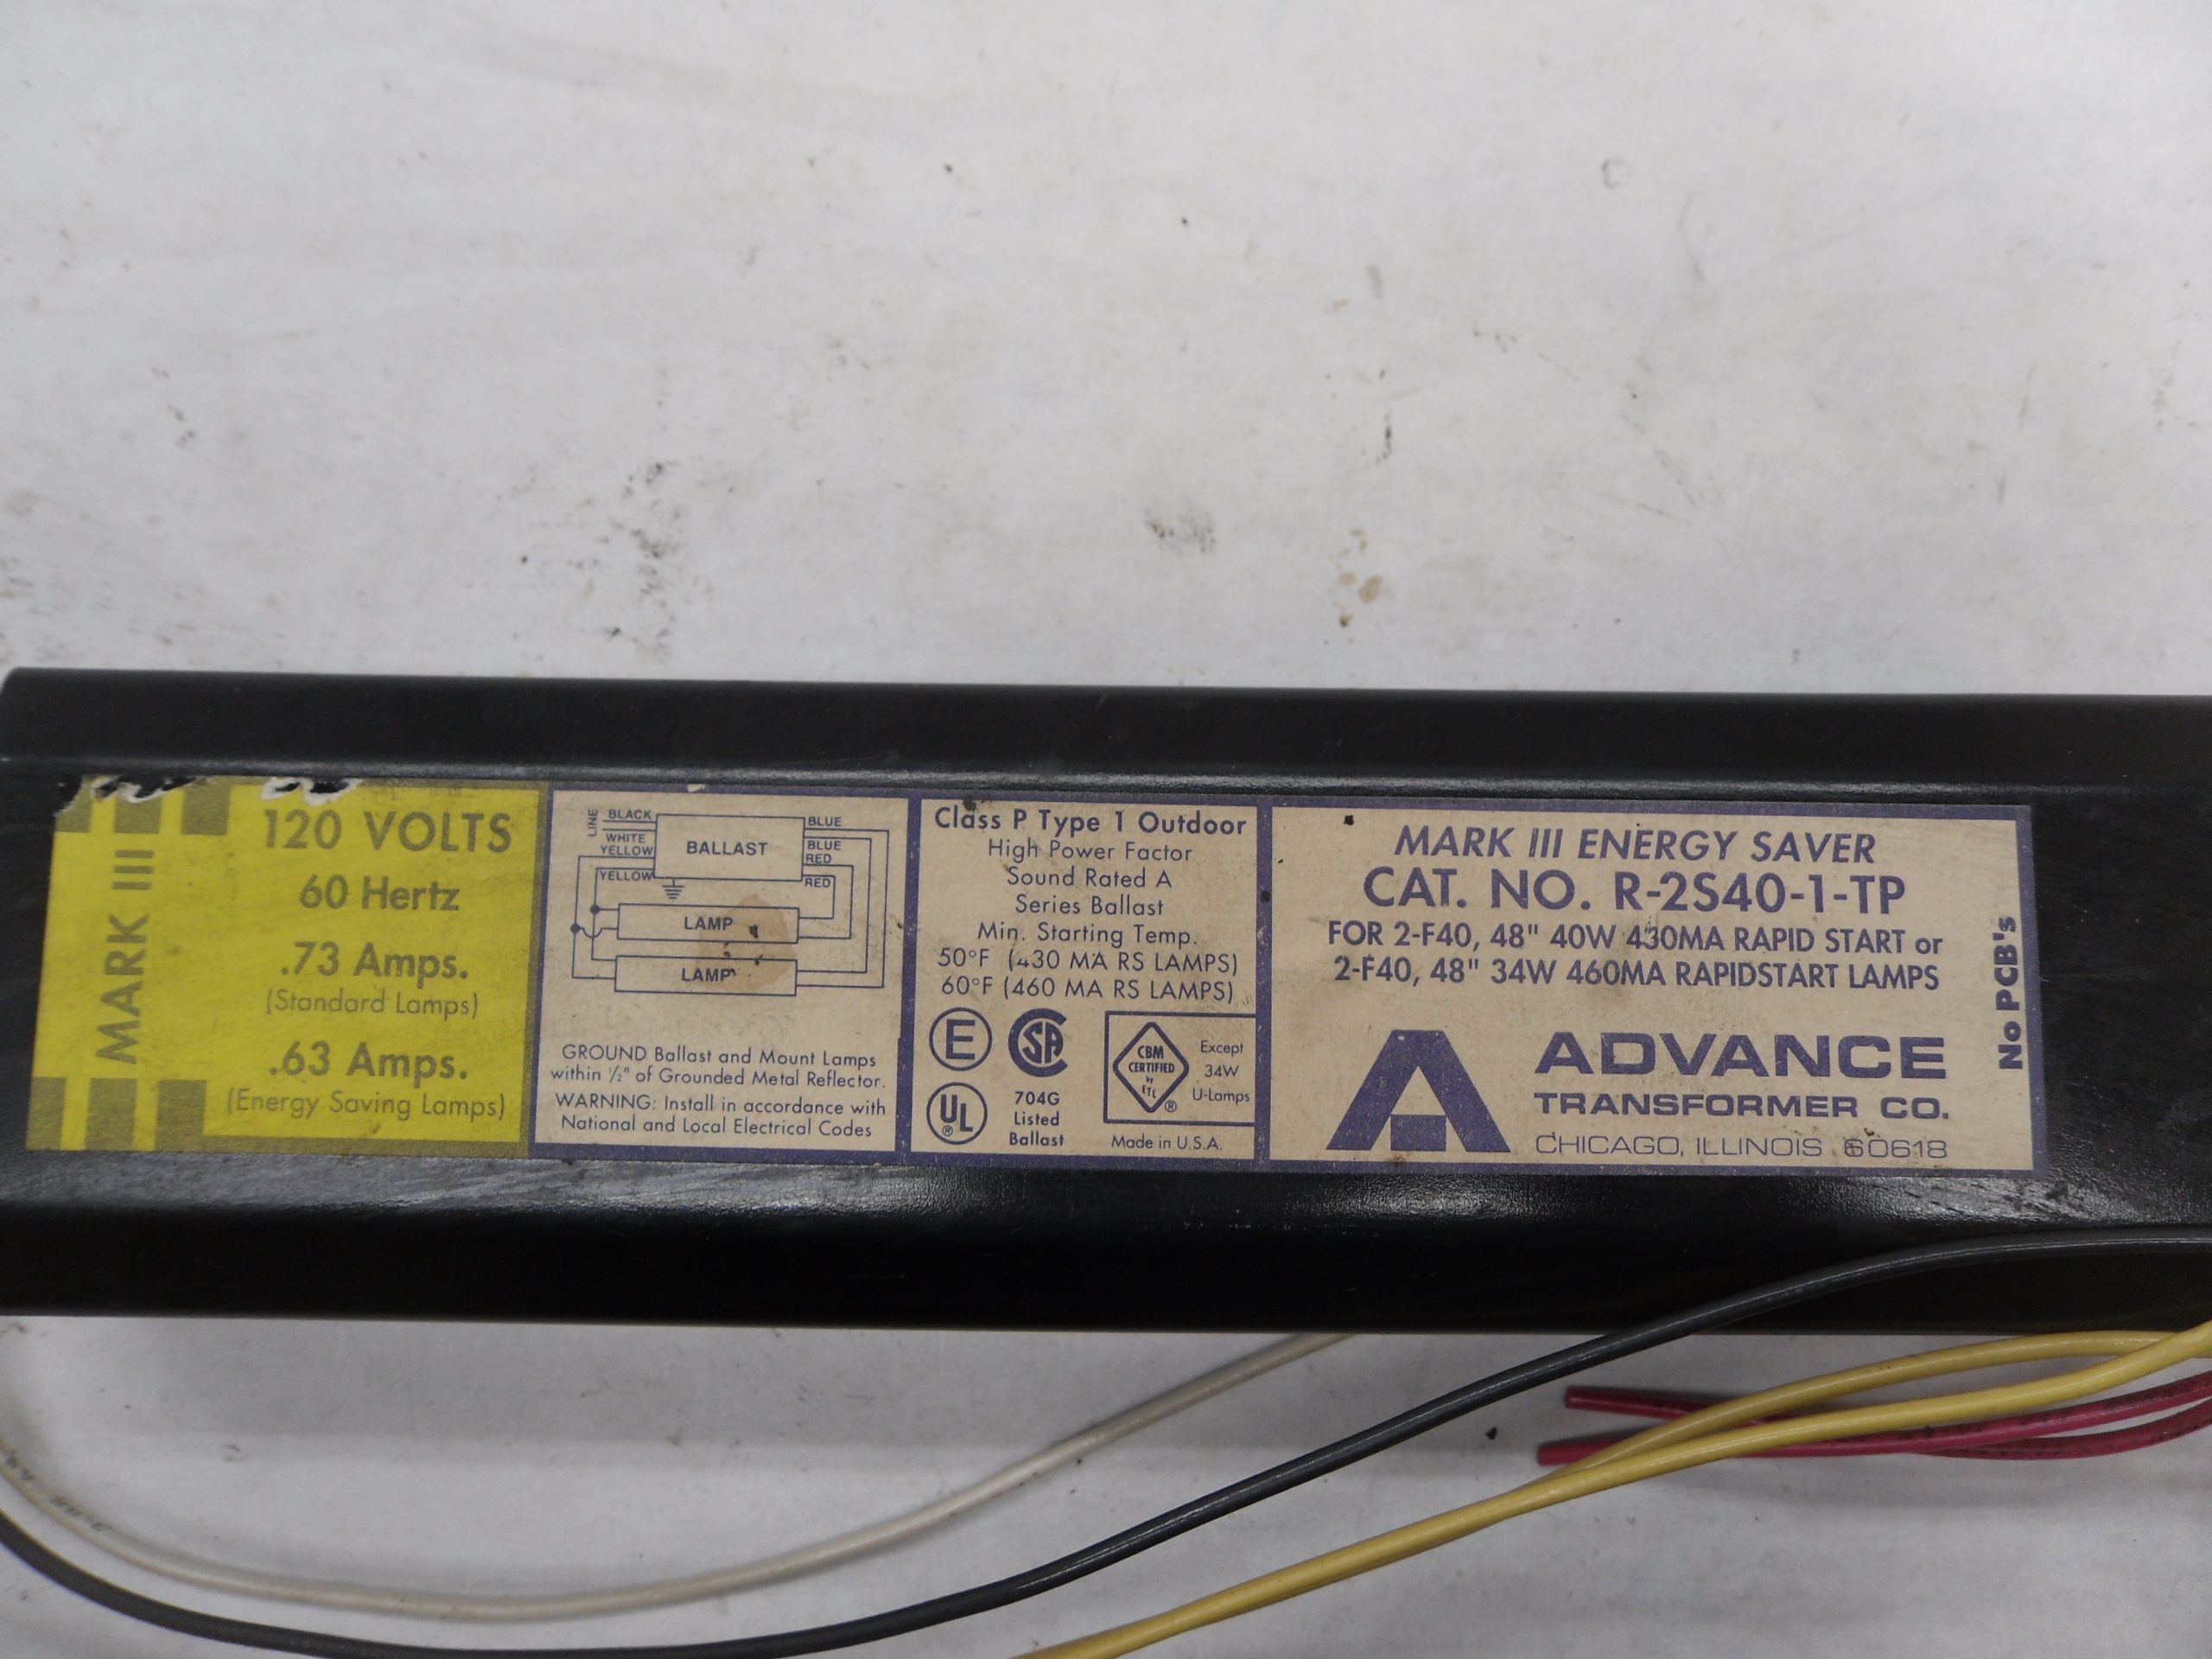 MARK III
120 VOLTS
60 Hertz
.73 Amps.
(Standard Lamps)
.63 Amps.
(Energy Saving Lamps)
LINE
BLACK
WHITE
YELLOW
YELLOW
BALLAST
BLUE
BLUE
RED
RED
LAMP
LAMP
GROUND Ballast and Mount Lamps
within ½" of Grounded Metal Reflector.
WARNING: Install in accordance with
National and Local Electrical Codes
Class P Type 1 Outdoor
High Power Factor
Sound Rated A
Series Ballast
Min. Starting Temp.
50°F (430 MA RS LAMPS)
60°F (460 MA RS LAMPS)
E
SA
UL
®
704G
Listed
Ballast
CBM
CERTIFIED
by
ETL
®
Except
34W
U-Lamps
Made in U.S.A.
MARK III ENERGY SAVER
CAT. NO. R-2S40-1-TP
FOR 2-F40, 48" 40W 430MA RAPID START or
2-F40, 48" 34W 460MA RAPIDSTART LAMPS
ADVANCE
TRANSFORMER CO.
CHICAGO, ILLINOIS 60618
No PCB's